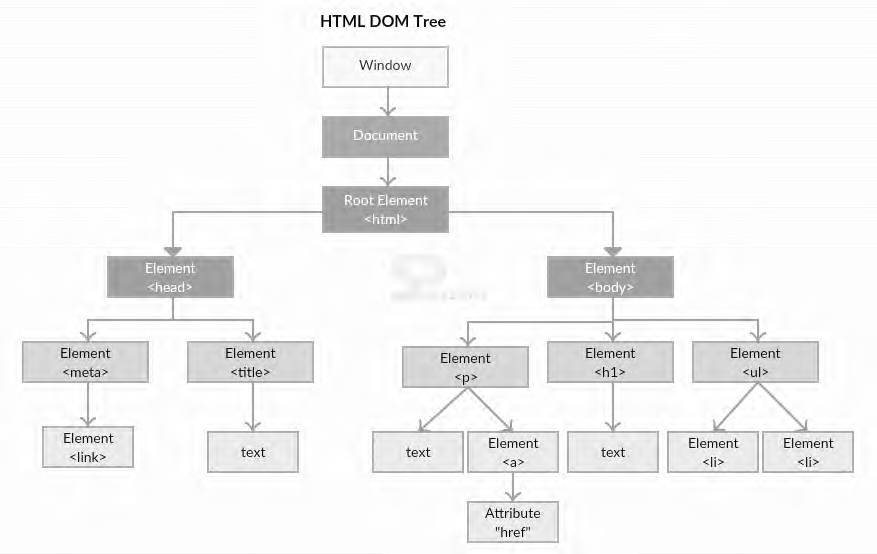 HTML DOM Tree
Window
Document
Root Element
<html>
Element
<head>
Element
<body>
Element
<meta>
Element
<title>
Element
<p>
Element
<h1>
Element
<ul>
Element
<link>
text
text
Element
<a>
text
Element
<li>
Element
<li>
Attribute
"href"